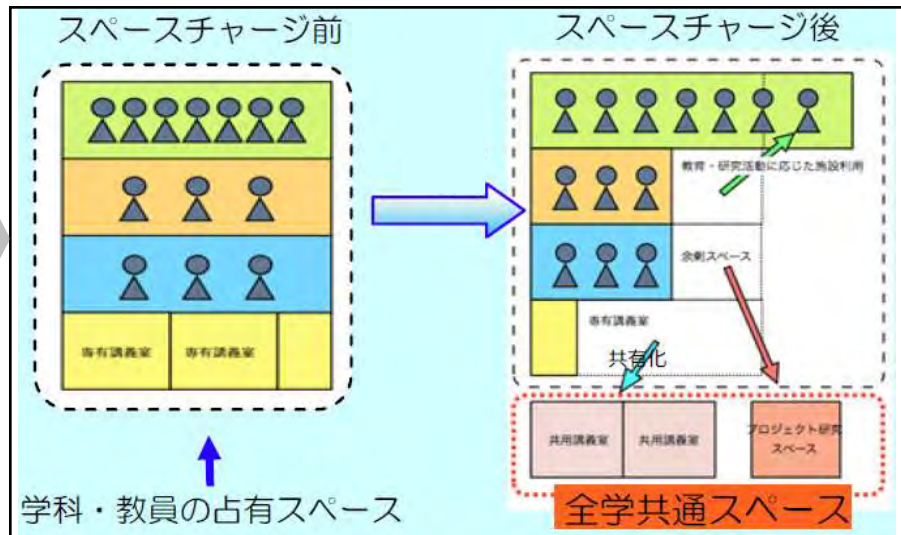 スペースチャージ前
スペースチャージ後
教育・研究活動に応じた施設利用
余剰スペース
専有講義室
専有講義室
専有講義室
共有化
共用講義室
共用講義室
プロジェクト研究
スペース
学科・教員の占有スペース
全学共通スペース